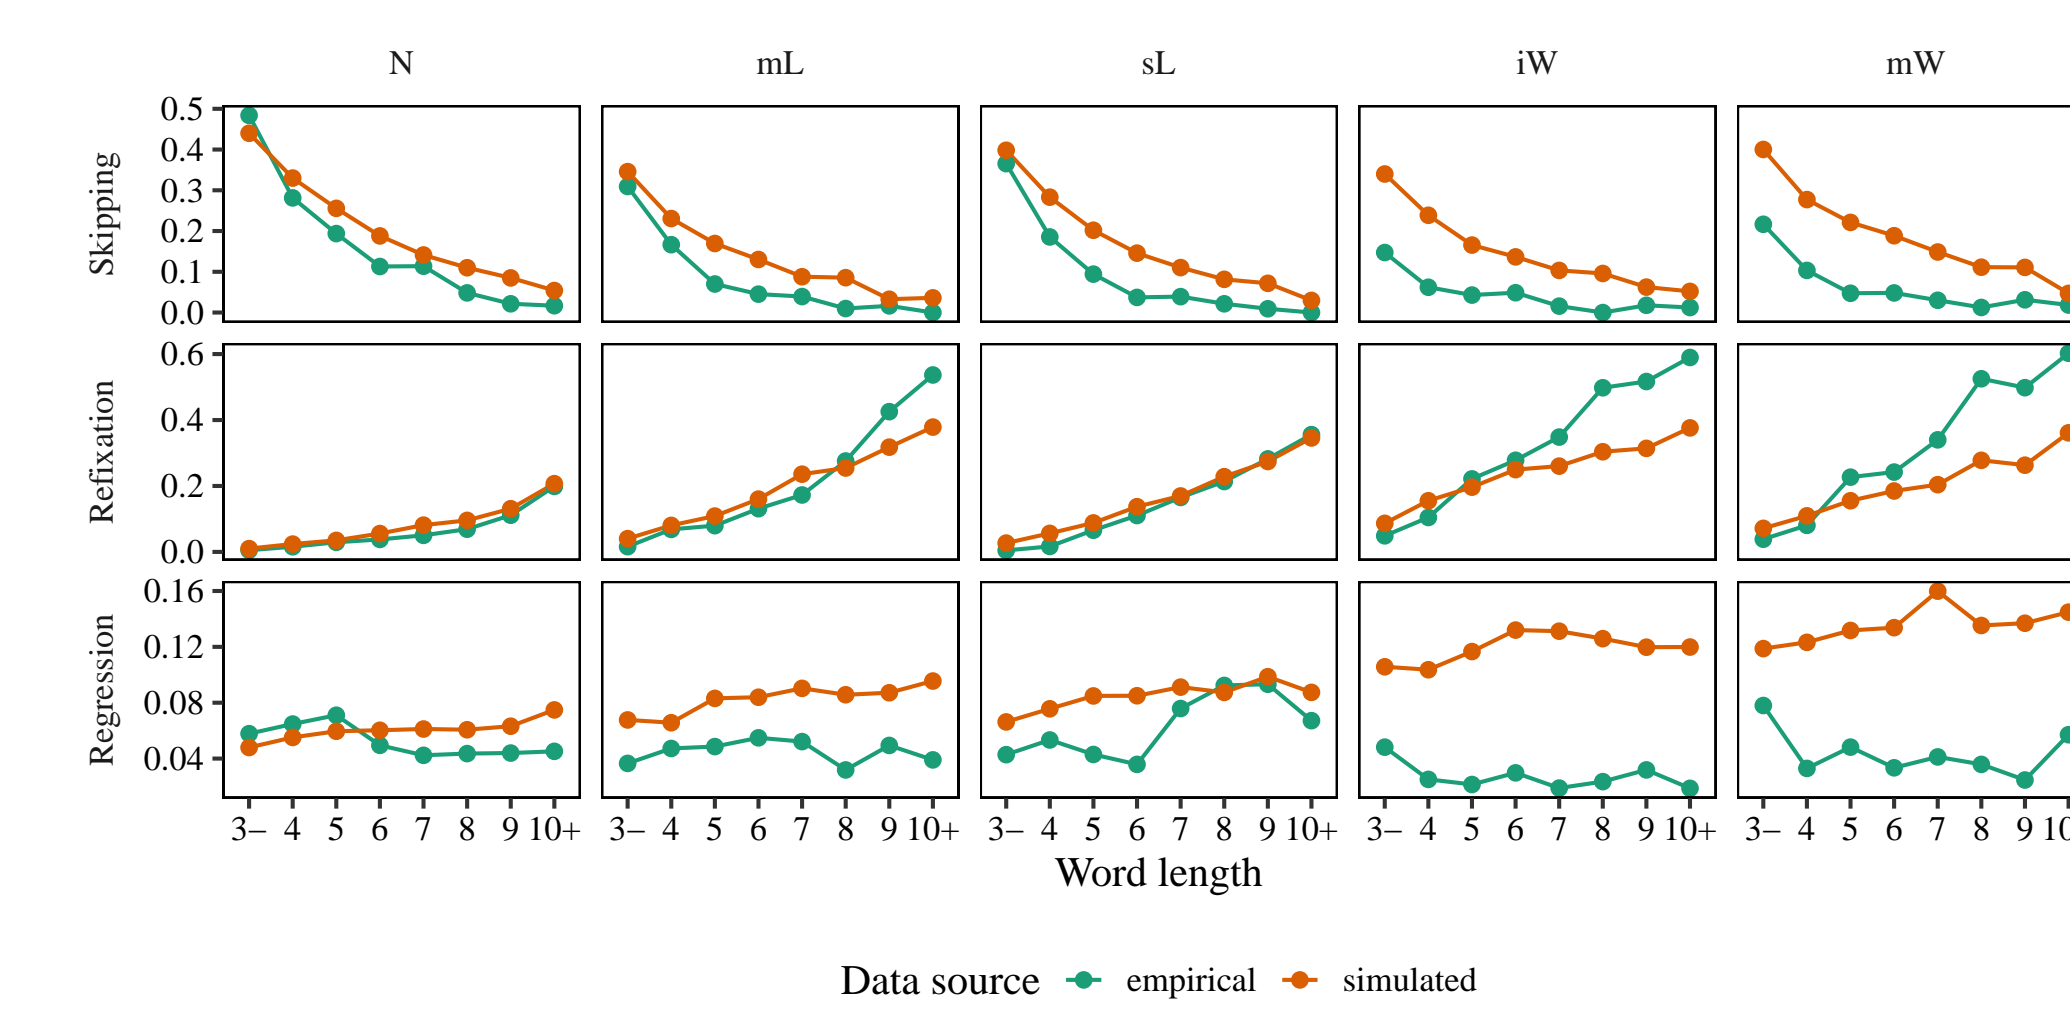 N mL sL iW mW
Skipping
0.5
0.4
0.3
0.2
0.1
0.0
Refixation
0.6
0.4
0.2
0.0
Regression
0.16
0.12
0.08
0.04
3– 4 5 6 7 8 9 10+ 3– 4 5 6 7 8 9 10+ 3– 4 5 6 7 8 9 10+ 3– 4 5 6 7 8 9 10+ 3– 4 5 6 7 8 9 10
Word length
Data source empirical simulated